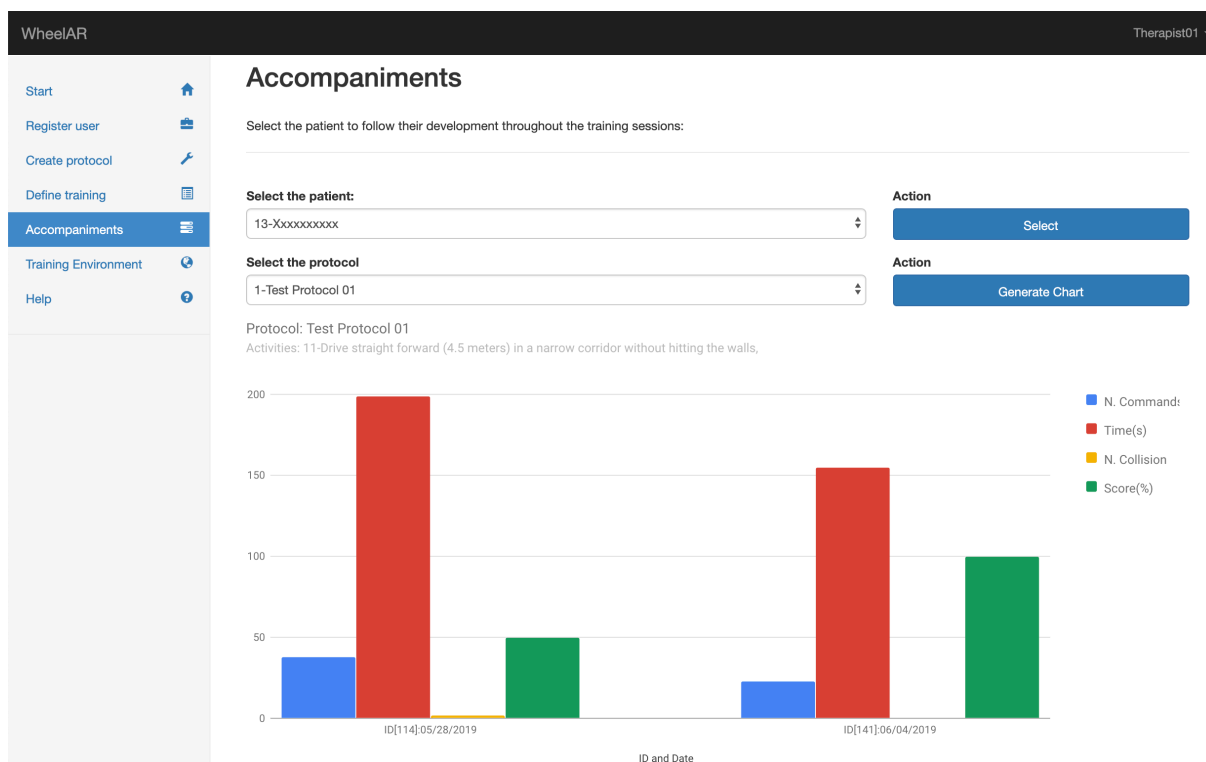 WheelAR
Therapist01
Start
Register user
Create protocol
Define training
Accompaniments
Training Environment
Help
Accompaniments
Select the patient to follow their development throughout the training sessions:
Select the patient:
Action
13-Xxxxxxxxxx
Select
Select the protocol
Action
1-Test Protocol 01
Generate Chart
Protocol: Test Protocol 01
Activities: 11-Drive straight forward (4.5 meters) in a narrow corridor without hitting the walls,
200
150
100
50
0
N. Commands
Time(s)
N. Collision
Score(%)
ID[114]:05/28/2019
ID[141]:06/04/2019
ID and Date